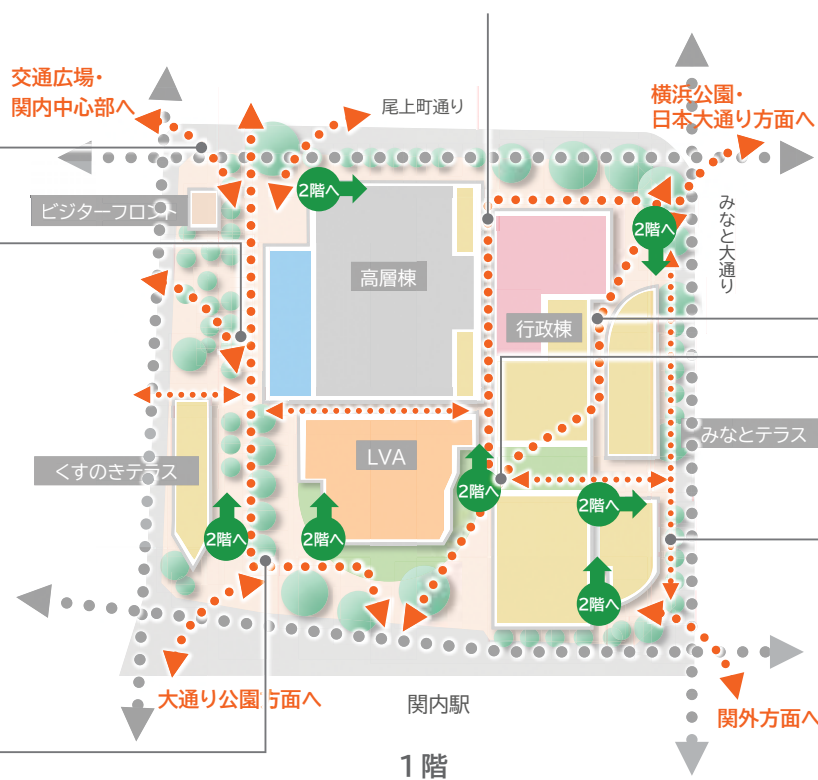 交通広場・
関内中心部へ
尾上町通り
横浜公園・
日本大通り方面へ
みなと大通り
ビジターフロント
2階へ
2階へ
高層棟
行政棟
みなとテラス
くすのきテラス
LVA
2階へ
2階へ
2階へ
2階へ
2階へ
大通り公園方面へ
関内駅
関外方面へ
1階